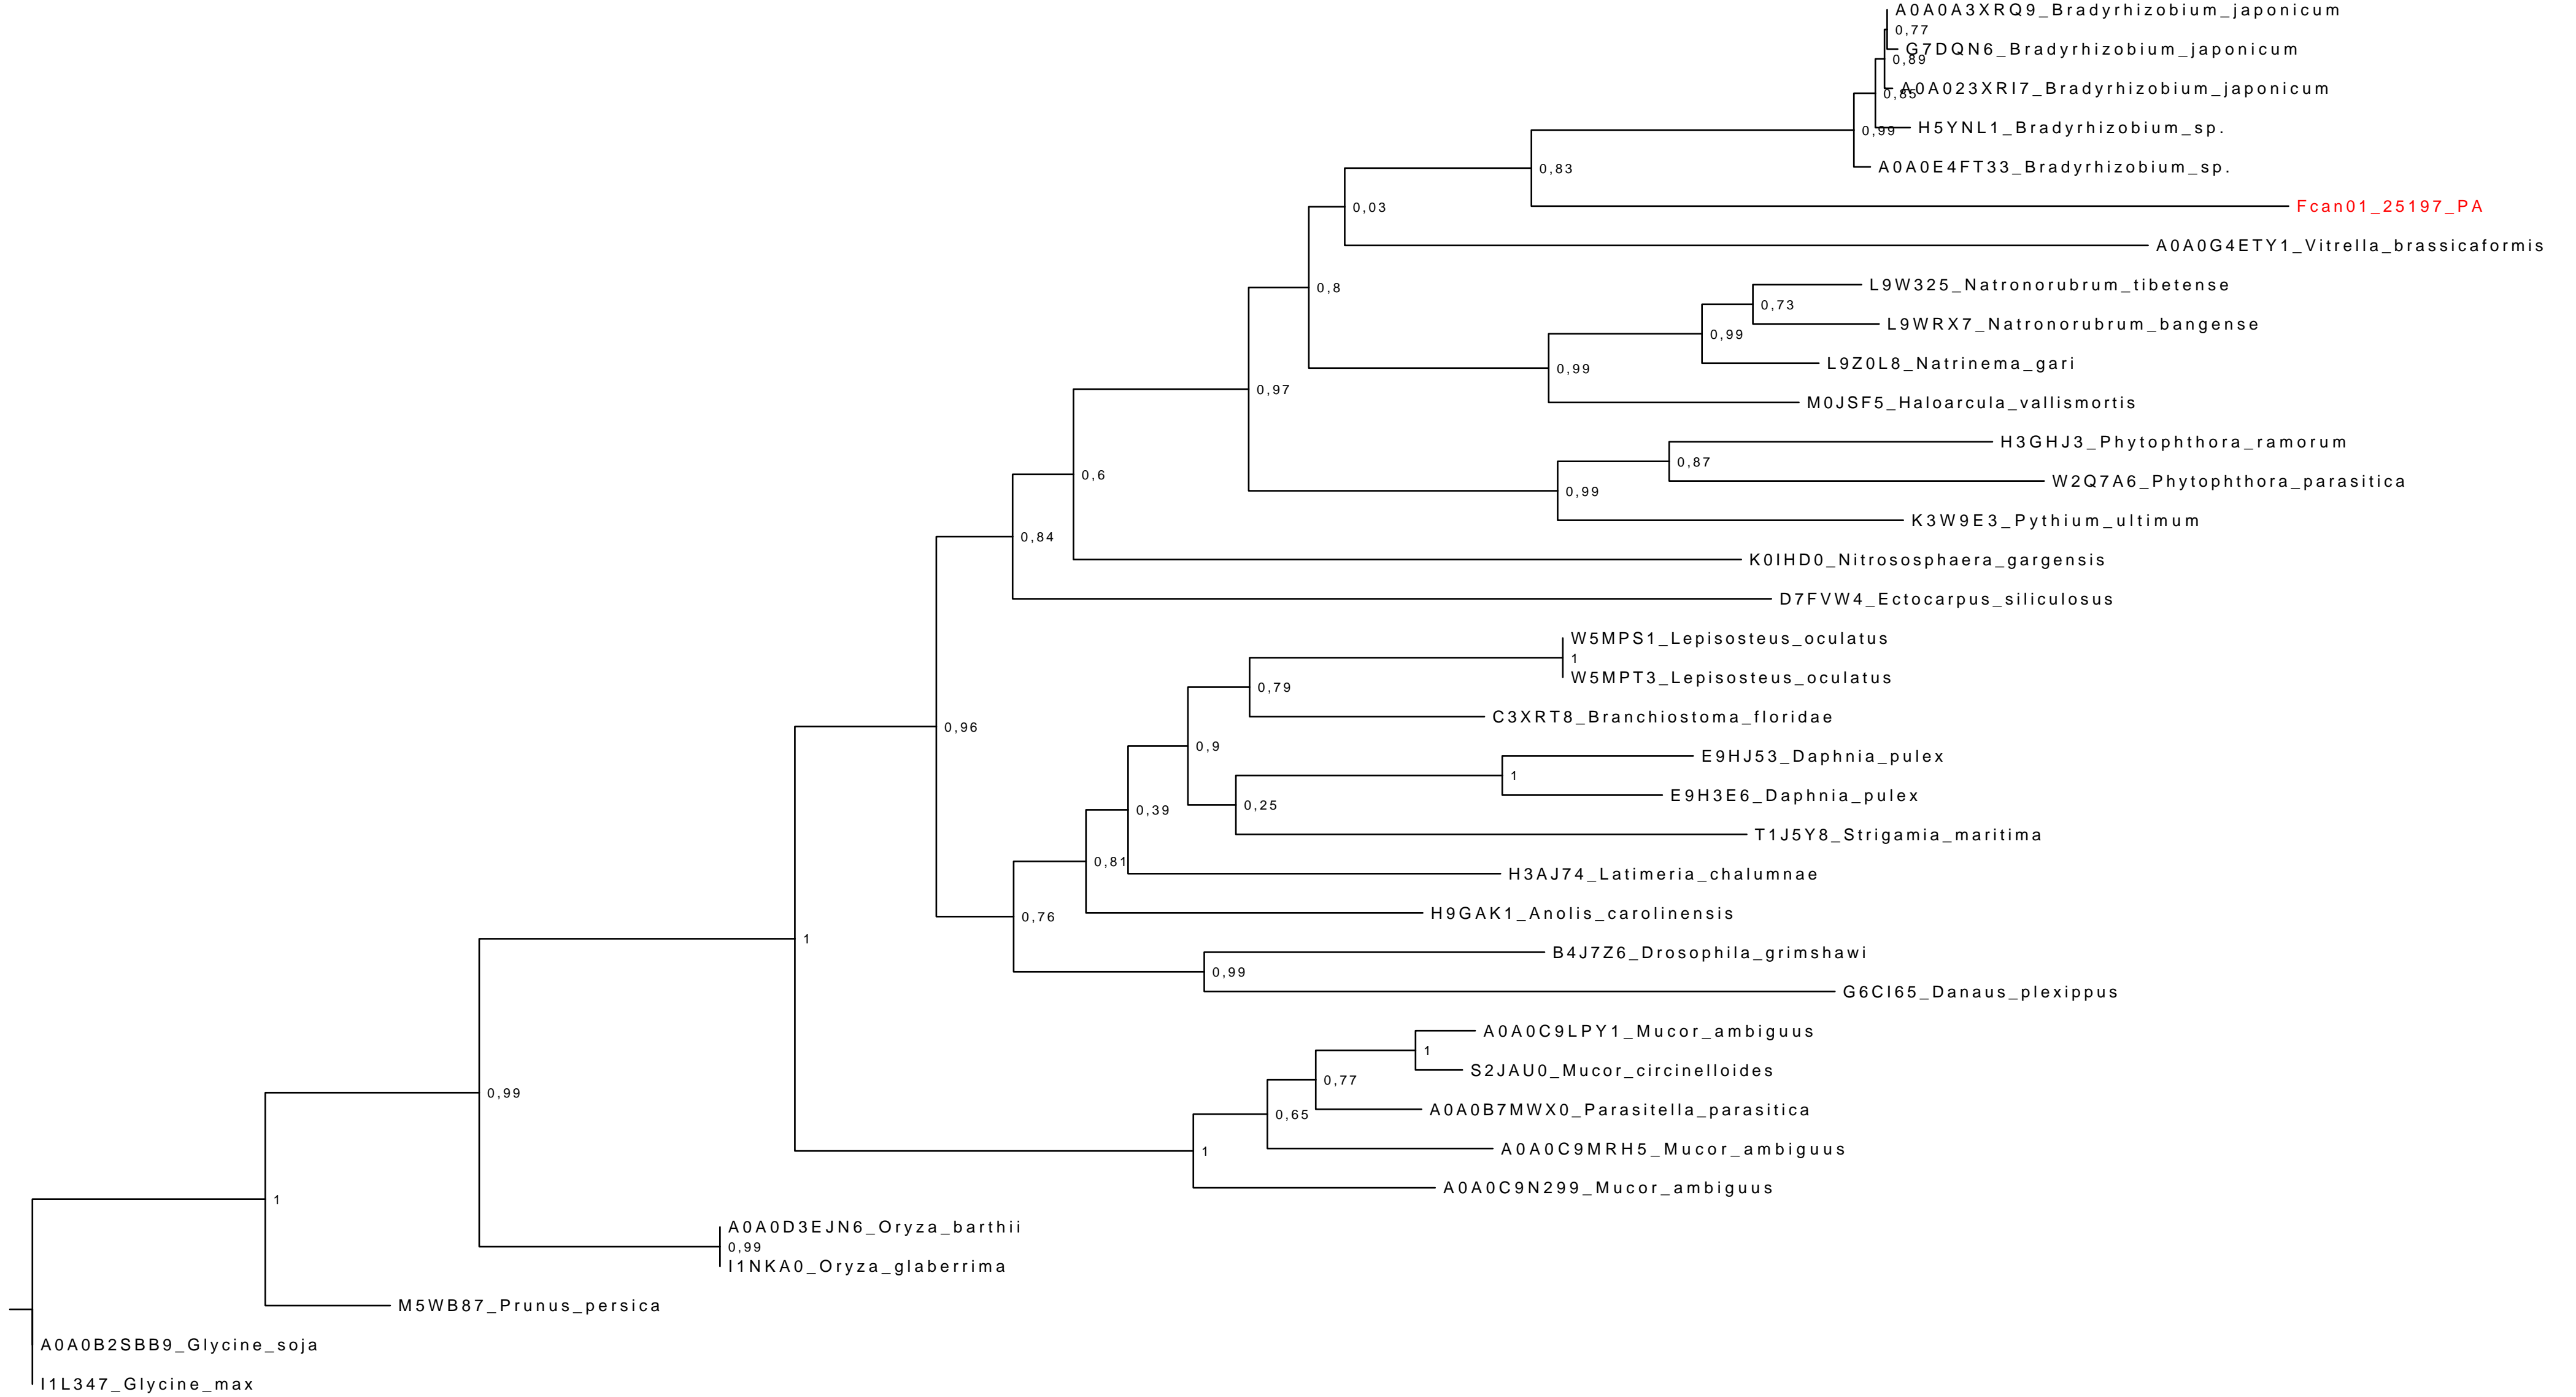 A0A0A3XRQ9_Bradyrhizobium_japonicum
0,77
G7DQN6_Bradyrhizobium_japonicum
0,89
A0A023XRI7_Bradyrhizobium_japonicum
0,85
H5YNL1_Bradyrhizobium_sp.
0,99
A0A0E4FT33_Bradyrhizobium_sp.
0,83
Fcan01_25197_PA
0,03
A0A0G4ETY1_Vitrella_brassicaformis
L9W325_Natronorubrum_tibetense
0,8
0,73
L9WRX7_Natronorubrum_bangense
0,99
L9Z0L8_Natrinema_gari
0,99
0,97
M0JSF5_Haloarcula_vallismortis
H3GHJ3_Phytophthora_ramorum
0,87
0,6
W2Q7A6_Phytophthora_parasitica
0,99
K3W9E3_Pythium_ultimum
0,84
K0IHD0_Nitrososphaera_gargensis
D7FVW4_Ectocarpus_siliculosus
W5MPS1_Lepisosteus_oculatus
1
W5MPT3_Lepisosteus_oculatus
0,79
C3XRT8_Branchiostoma_floridae
0,96
0,9
E9HJ53_Daphnia_pulex
1
E9H3E6_Daphnia_pulex
0,25
0,39
T1J5Y8_Strigamia_maritima
0,81
H3AJ74_Latimeria_chalumnae
H9GAK1_Anolis_carolinensis
0,76
1
B4J7Z6_Drosophila_grimshawi
0,99
G6CI65_Danaus_plexippus
A0A0C9LPY1_Mucor_ambiguus
1
S2JAU0_Mucor_circinelloides
0,77
0,99
A0A0B7MWX0_Parasitella_parasitica
0,65
A0A0C9MRH5_Mucor_ambiguus
1
A0A0C9N299_Mucor_ambiguus
1
A0A0D3EJN6_Oryza_barthii
0,99
I1NKA0_Oryza_glaberrima
M5WB87_Prunus_persica
A0A0B2SBB9_Glycine_soja
I1L347_Glycine_max